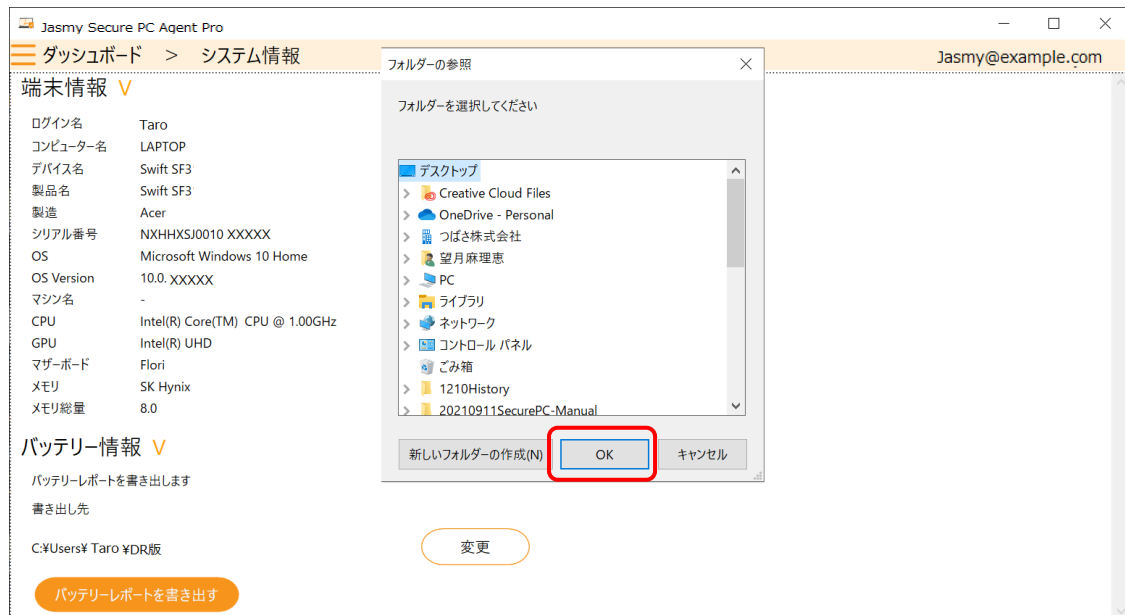 Jasmy Secure PC Agent Pro
ダッシュボード > システム情報
Jasmy@example.com
端末情報 V
ログイン名 Taro
コンピューター名 LAPTOP
デバイス名 Swift SF3
製品名 Swift SF3
製造 Acer
シリアル番号 NXHHXSJ0010 XXXXX
OS Microsoft Windows 10 Home
OS Version 10.0. XXXXX
マシン名 -
CPU Intel(R) Core(TM) CPU @ 1.00GHz
GPU Intel(R) UHD
マザーボード Flori
メモリ SK Hynix
メモリ総量 8.0
バッテリー情報 V
バッテリーレポートを書き出します
書き出し先
C:¥Users¥ Taro ¥DR版
変更
バッテリーレポートを書き出す
フォルダーの参照
フォルダーを選択してください
デスクトップ
Creative Cloud Files
OneDrive - Personal
つばさ株式会社
望月麻理恵
PC
ライブラリ
ネットワーク
コントロール パネル
ごみ箱
1210History
20210911SecurePC-Manual
新しいフォルダーの作成(N)
OK
キャンセル